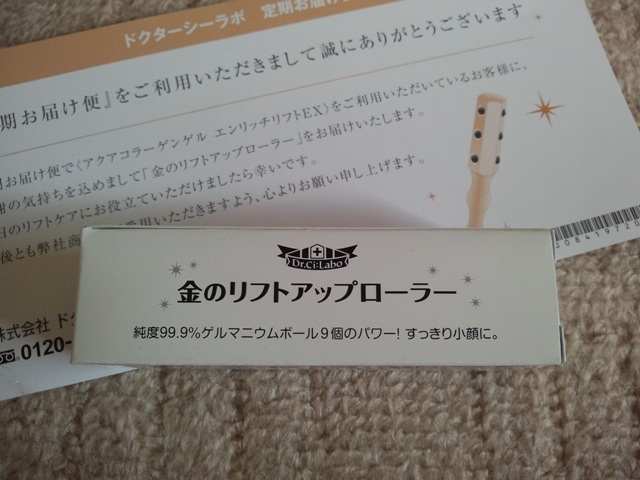 ドクターシーラボ 定期お届け
期お届け便』をご利用いただきまして誠にありがとうございます
お届け便で〈アクアコラーゲンゲル エンリッチリフトEX〉をご利用いただいているお客様に、
の気持ちを込めまして「金のリフトアップローラー」をお届けいたします。
のリフトケアにお役立ていただけましたら幸いです。
後とも弊社商 用いただきますよう、心よりお願い申し上げます。
株式会社 ド
0120-
Dr.Ci:Labo
金のリフトアップローラー
純度99.9%ゲルマニウムボール9個のパワー! すっきり小顔に。